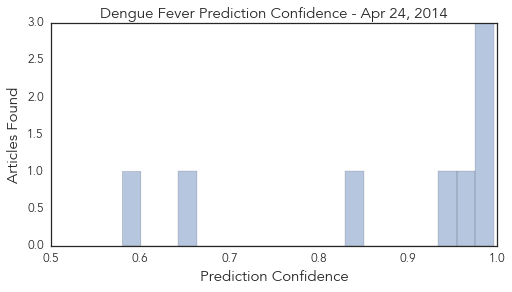 Dengue Fever Prediction Confidence - Apr 24, 2014
3.0
2.5
2.0
1.5
1.0
0.5
0.0
Articles Found
0.5 0.6 0.7 0.8 0.9 1.0
Prediction Confidence